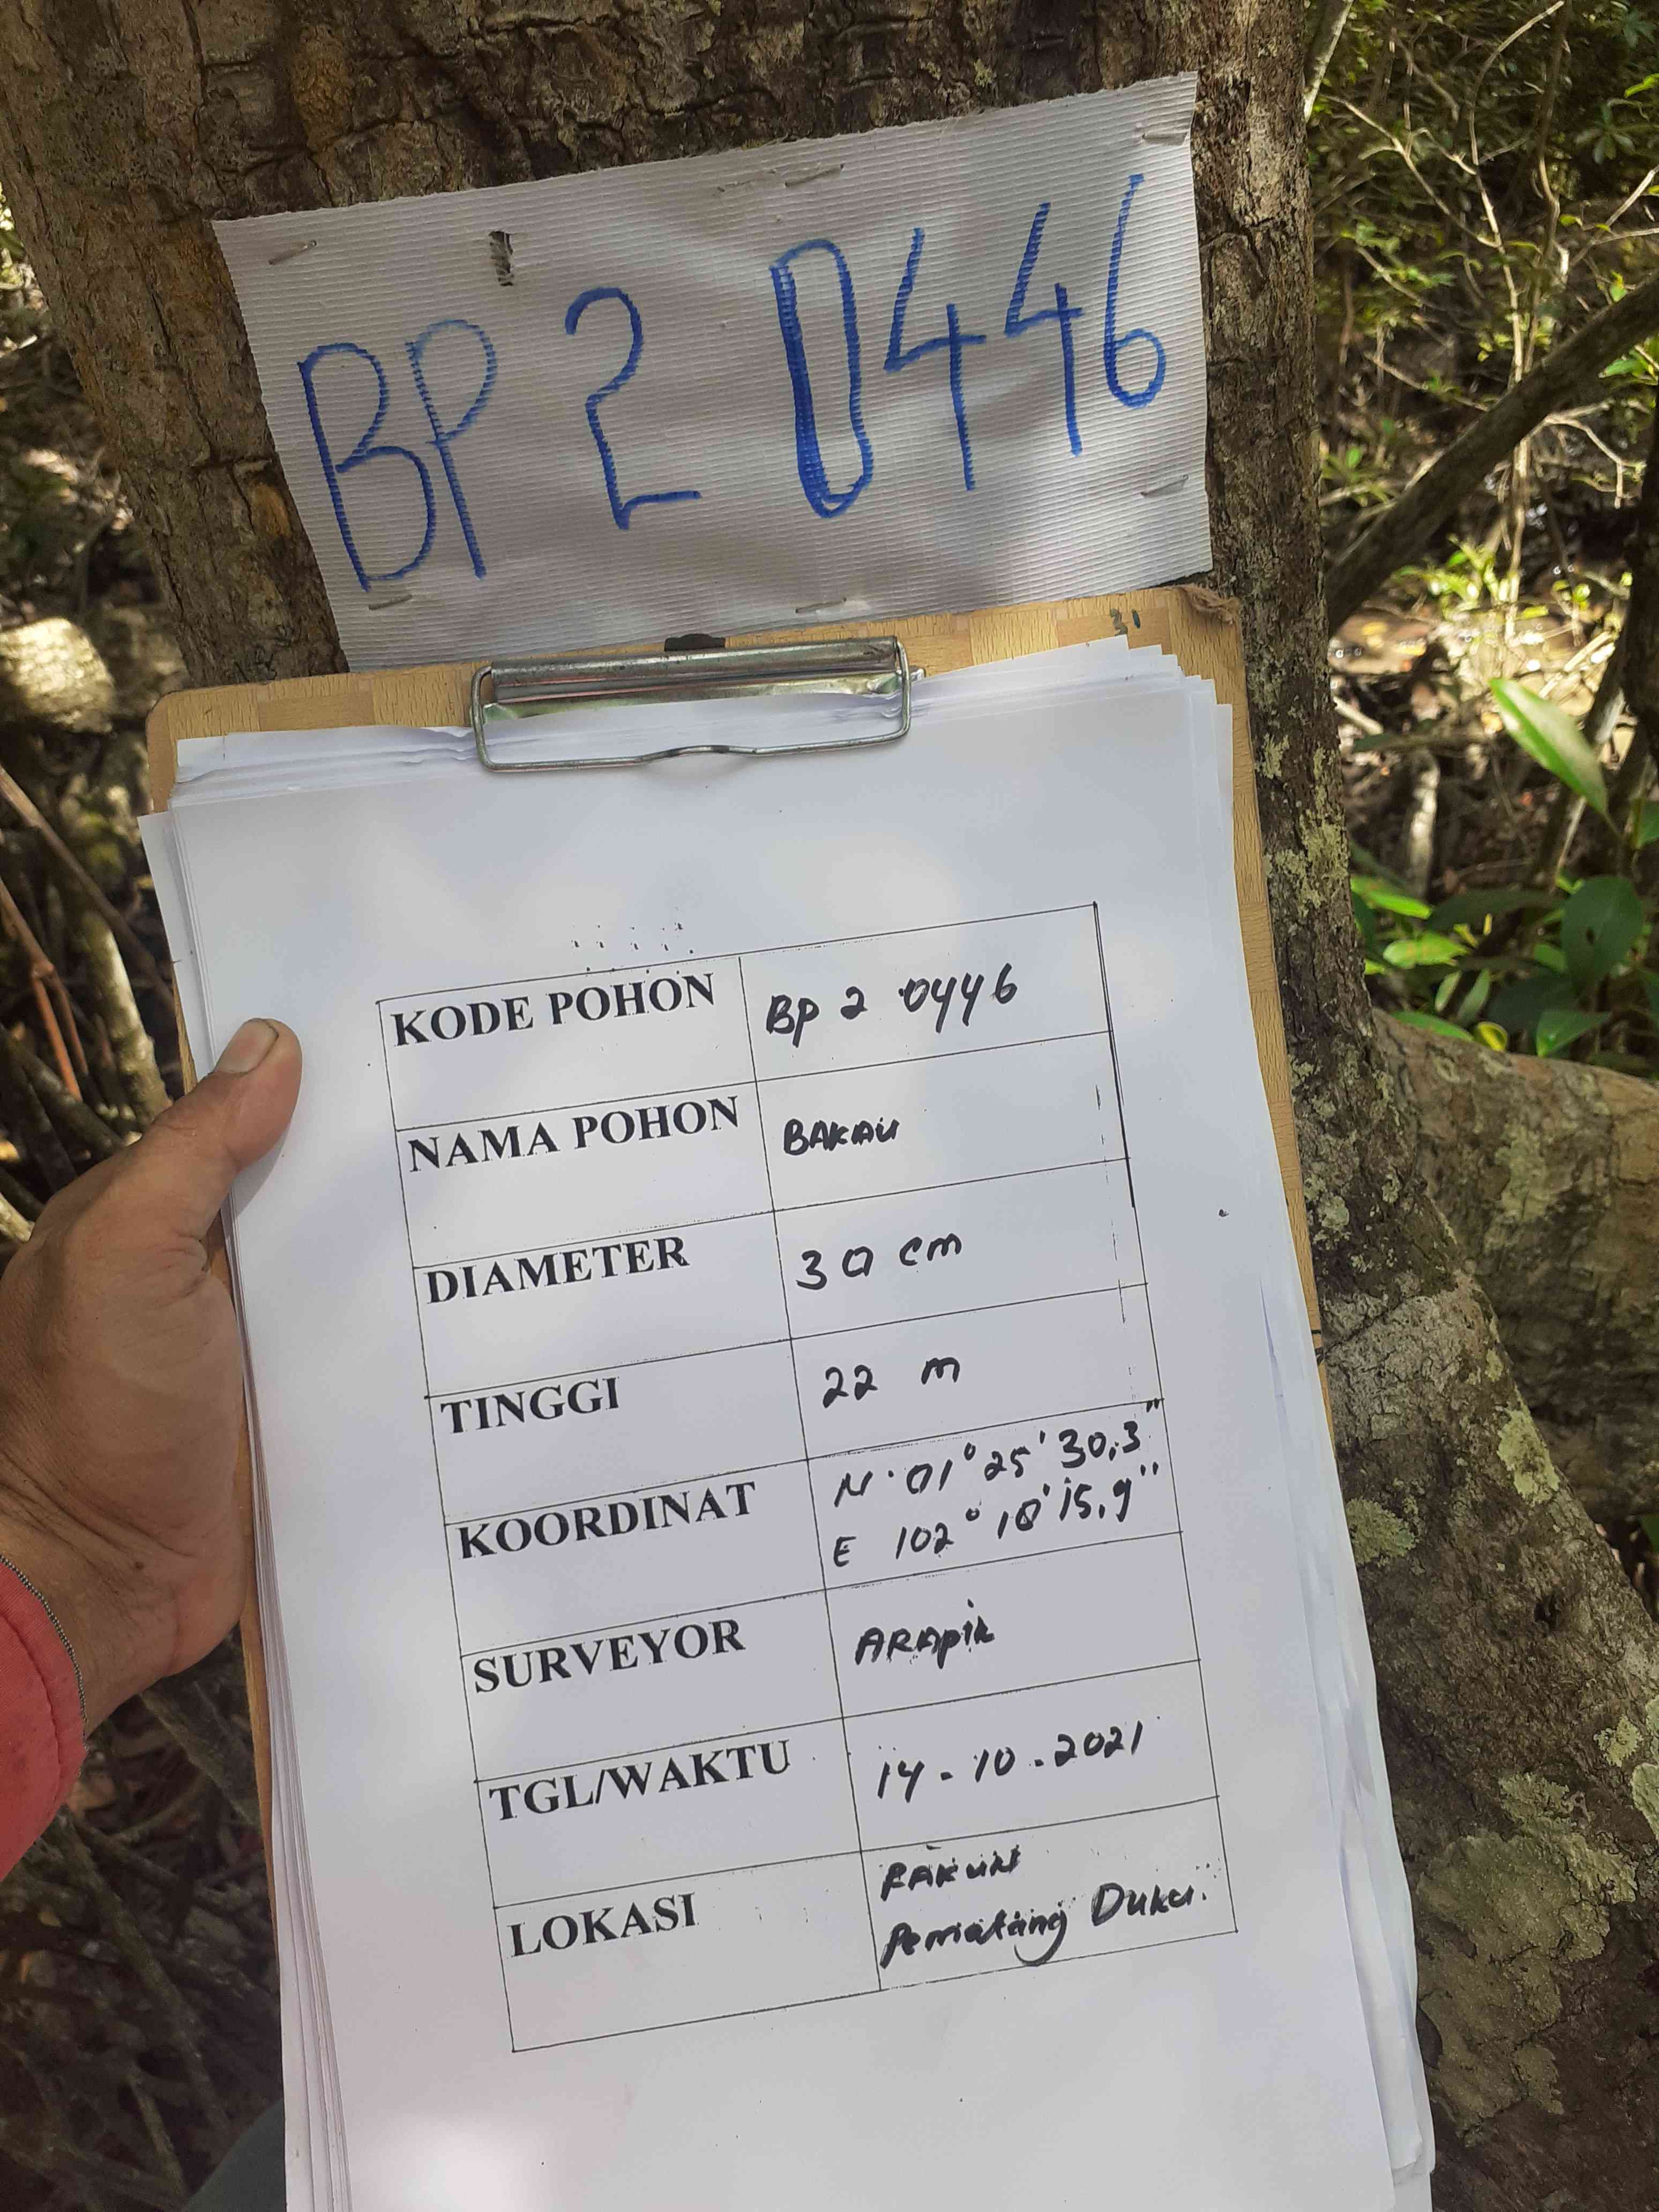 BP 2 0446
31
KODE POHON BP 2 0446
NAMA POHON BAKAU
DIAMETER 30 cm
TINGGI 22 m
KOORDINAT N. 01° 25' 30,3"
E 102° 10' 15,9"
SURVEYOR ARApik
TGL/WAKTU 14-10-2021
LOKASI
Pematang Duku.